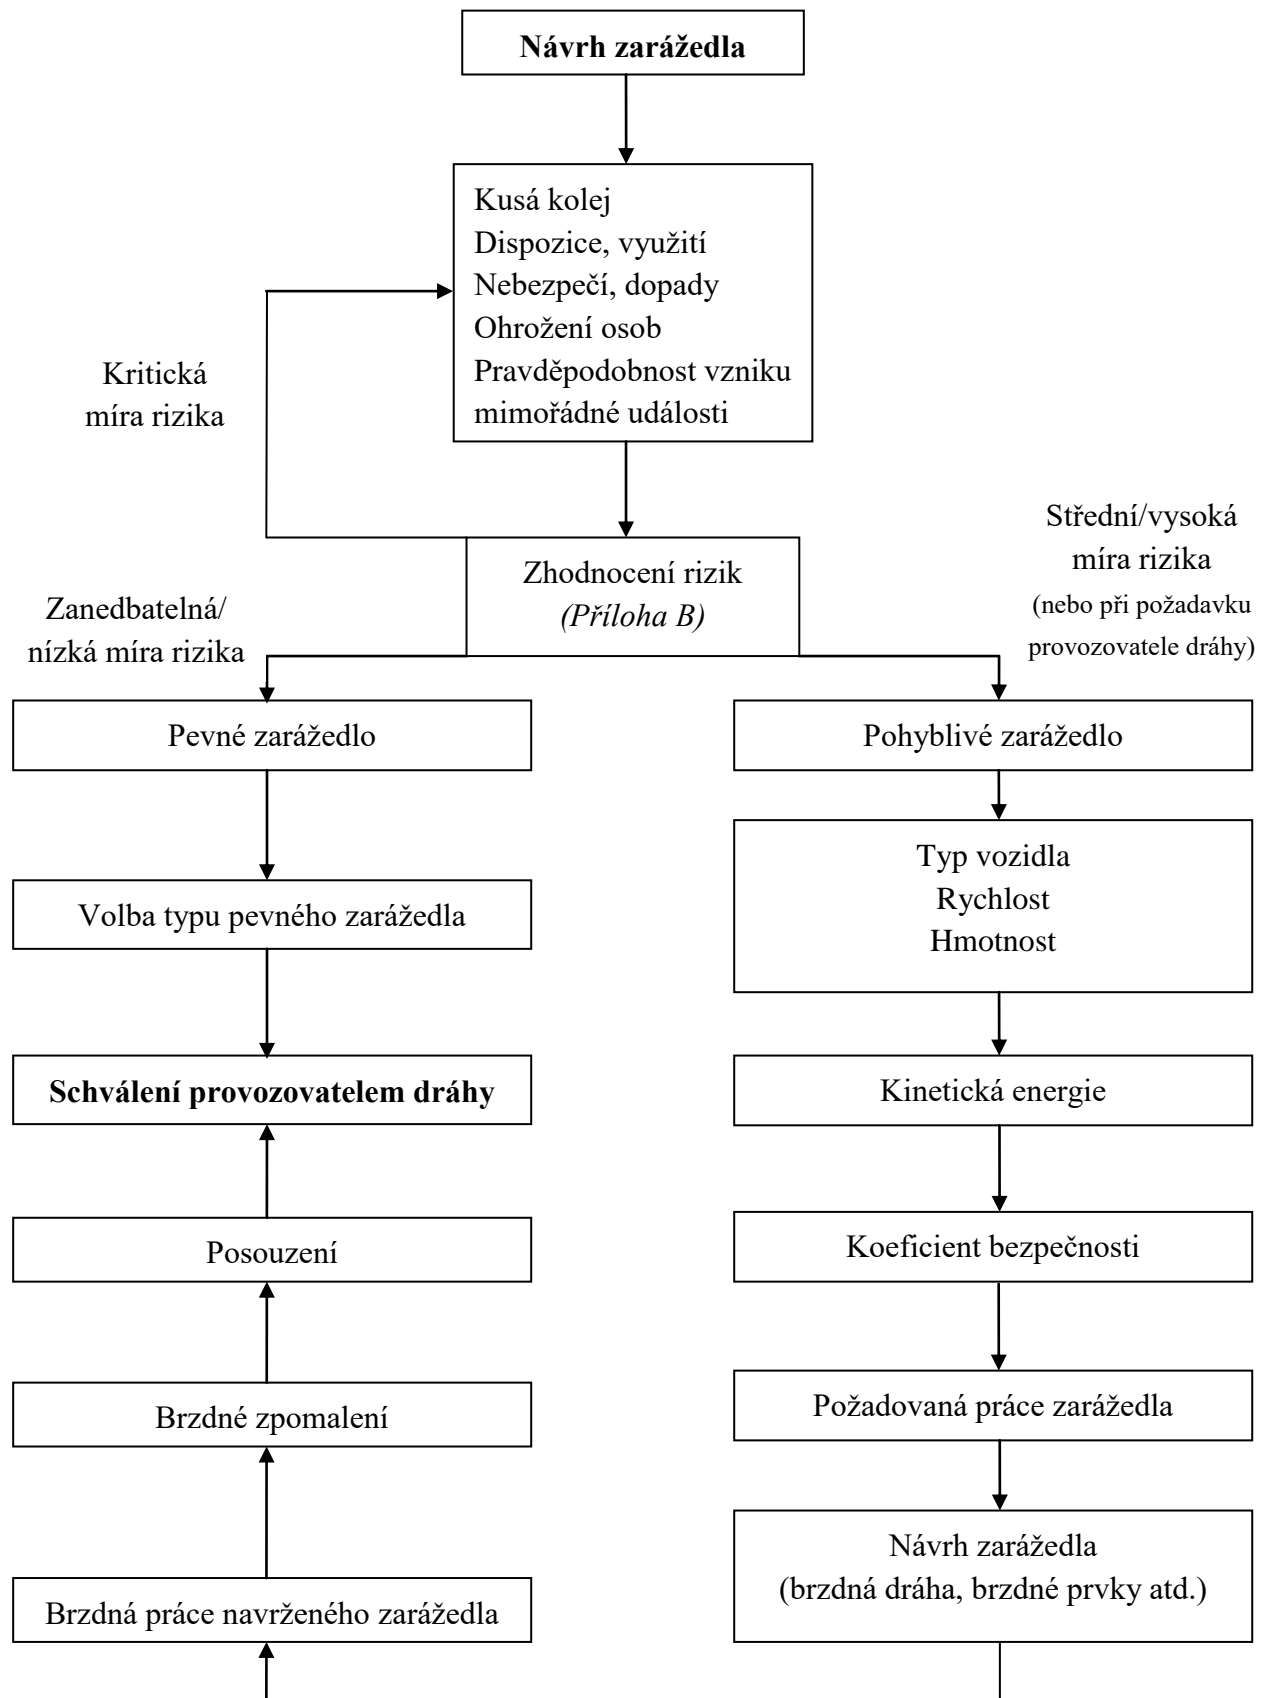 Návrh zarážedla
Kusá kolej
Dispozice, využití
Nebezpečí, dopady
Ohrožení osob
Pravděpodobnost vzniku
mimořádné události
Kritická
míra rizika
Zhodnocení rizik
(Příloha B)
Střední/vysoká
míra rizika
(nebo při požadavku
provozovatele dráhy)
Zanedbatelná/
nízká míra rizika
Pevné zarážedlo
Pohyblivé zarážedlo
Volba typu pevného zarážedla
Typ vozidla
Rychlost
Hmotnost
Schválení provozovatelem dráhy
Kinetická energie
Posouzení
Koeficient bezpečnosti
Brzdné zpomalení
Požadovaná práce zarážedla
Brzdná práce navrženého zarážedla
Návrh zarážedla
(brzdná dráha, brzdné prvky atd.)